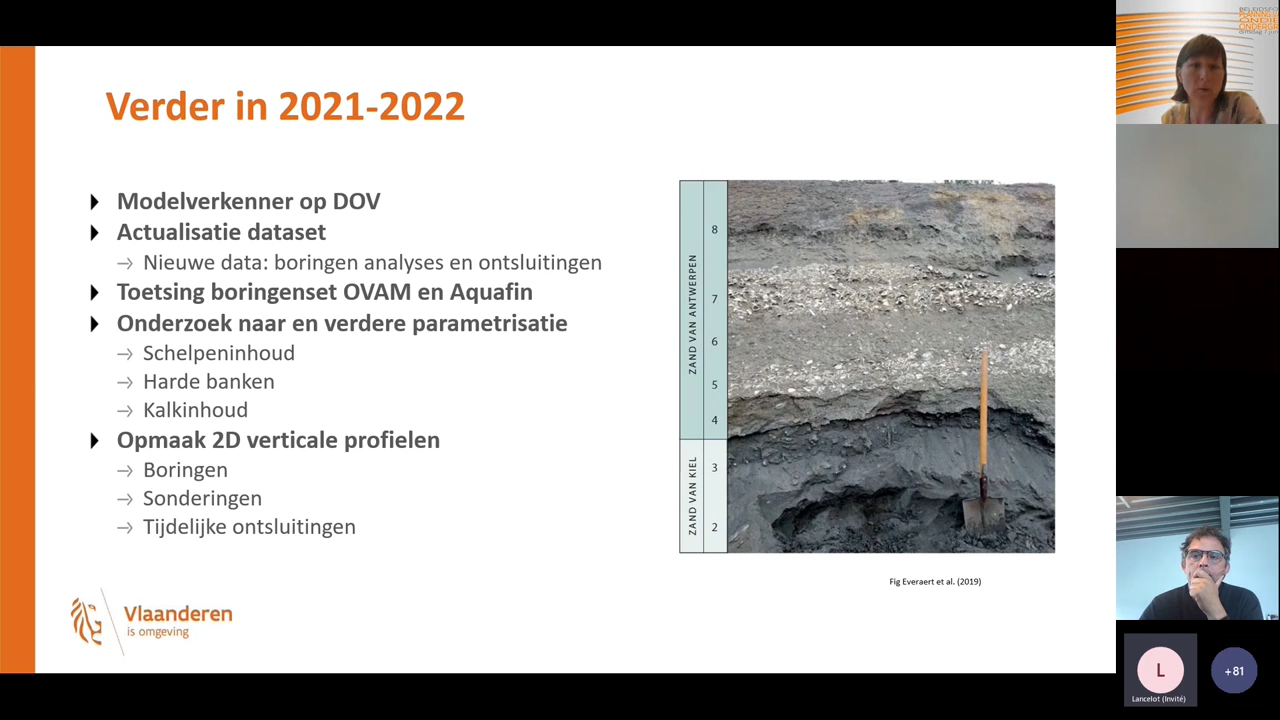 Verder in 2021-2022
Modelverkenner op DOV
Actualisatie dataset
Nieuwe data: boringen analyses en ontsluitingen
Toetsing boringenset OVAM en Aquafin
Onderzoek naar en verdere parametrisatie
Schelpeninhoud
Harde banken
Kalkinhoud
Opmaak 2D verticale profielen
Boringen
Sonderingen
Tijdelijke ontsluitingen
ZAND VAN ANTWERPEN
8
7
6
5
4
ZAND VAN KIEL
3
2
Fig Everaert et al. (2019)
Vlaanderen
is omgeving
L
Lancelot (Invité)
+81